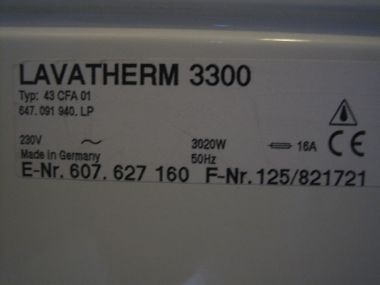 LAVATHERM 3300
Typ: 43 CFA 01
647. 091 940. LP
230V ~ 3020W 16A CE
Made in Germany 50Hz
E-Nr. 607. 627 160 F-Nr. 125/821721